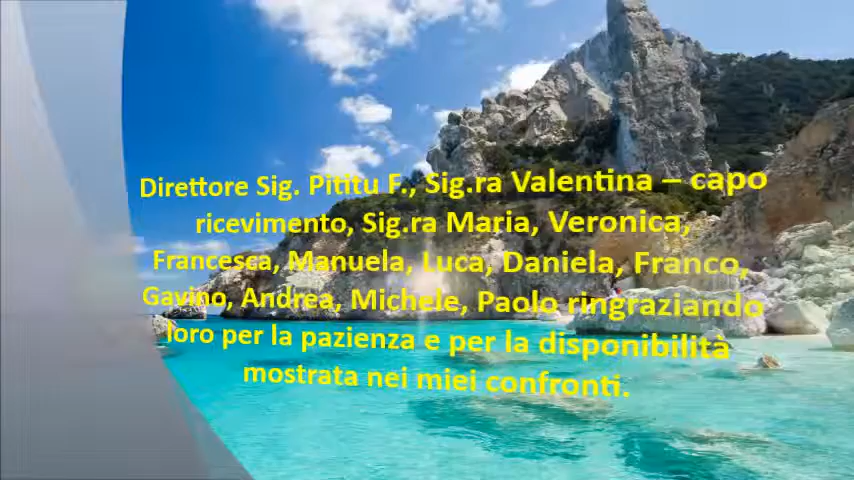 Direttore Sig. Pititu F., Sig.ra Valentina – capo
ricevimento, Sig.ra Maria, Veronica,
Francesca, Manuela, Luca, Daniela, Franco,
Gavino, Andrea, Michele, Paolo ringraziando
loro per la pazienza e per la disponibilità
mostrata nei miei confronti.